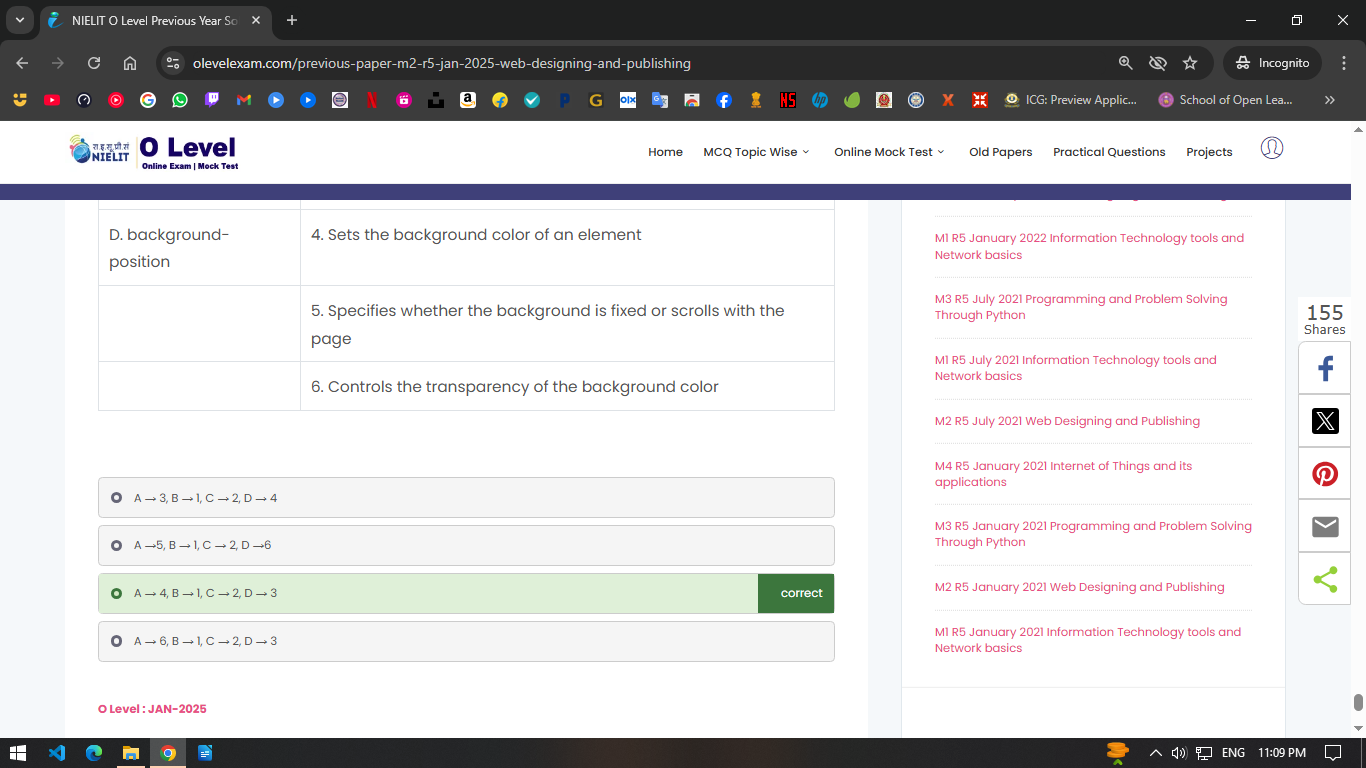 NIELIT O Level Previous Year So
olevelexam.com/previous-paper-m2-r5-jan-2025-web-designing-and-publishing
Incognito
ICG: Preview Applic...
School of Open Lea...
रा.इ.सू.प्रौ.सं
NIELIT
O Level
Online Exam | Mock Test
Home
MCQ Topic Wise
Online Mock Test
Old Papers
Practical Questions
Projects
D. background-
position
4. Sets the background color of an element
5. Specifies whether the background is fixed or scrolls with the
page
6. Controls the transparency of the background color
A → 3, B → 1, C → 2, D → 4
A →5, B → 1, C → 2, D →6
A → 4, B → 1, C → 2, D → 3
correct
A → 6, B → 1, C → 2, D → 3
O Level : JAN-2025
M1 R5 January 2022 Information Technology tools and
Network basics
M3 R5 July 2021 Programming and Problem Solving
Through Python
M1 R5 July 2021 Information Technology tools and
Network basics
M2 R5 July 2021 Web Designing and Publishing
M4 R5 January 2021 Internet of Things and its
applications
M3 R5 January 2021 Programming and Problem Solving
Through Python
M2 R5 January 2021 Web Designing and Publishing
M1 R5 January 2021 Information Technology tools and
Network basics
155
Shares
ENG
11:09 PM